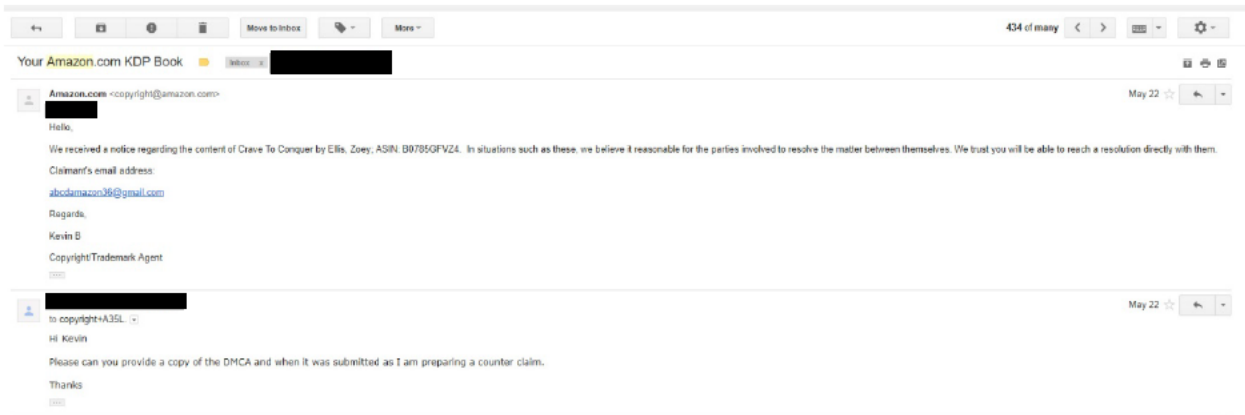 Move to Inbox More 434 of many
Your Amazon.com KDP Book Inbox x
Amazon.com <copyright@amazon.com> May 22
Hello,
We received a notice regarding the content of Crave To Conquer by Ellis, Zoey; ASIN: B0785GFVZ4. In situations such as these, we believe it reasonable for the parties involved to resolve the matter between themselves. We trust you will be able to reach a resolution directly with them.
Claimant's email address:
abcdamazon36@gmail.com
Regards,
Kevin B
Copyright/Trademark Agent
May 22
to copyright+A35L.
Hi Kevin
Please can you provide a copy of the DMCA and when it was submitted as I am preparing a counter claim.
Thanks